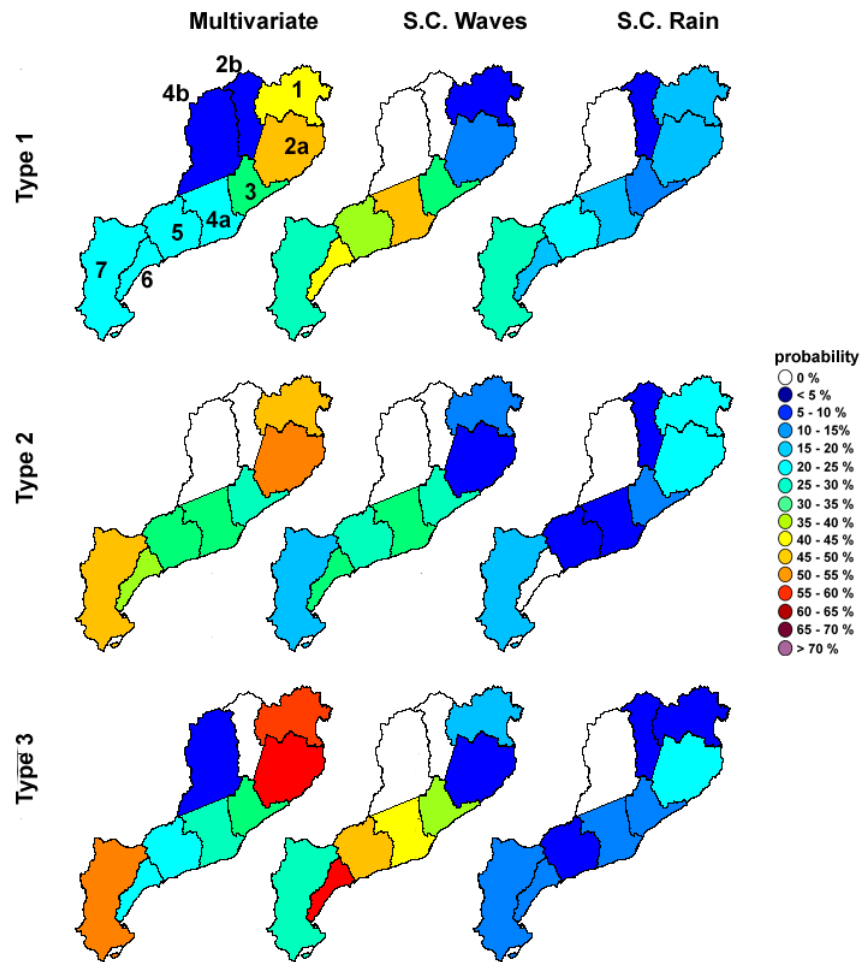 Multivariate
S.C. Waves
S.C. Rain
Type 1
2b
4b
1
2a
3
4a
5
7
6
Type 2
probability
0 %
< 5 %
5 - 10 %
10 - 15%
15 - 20 %
20 - 25 %
25 - 30 %
30 - 35 %
35 - 40 %
40 - 45 %
45 - 50 %
50 - 55 %
55 - 60 %
60 - 65 %
65 - 70 %
> 70 %
Type 3